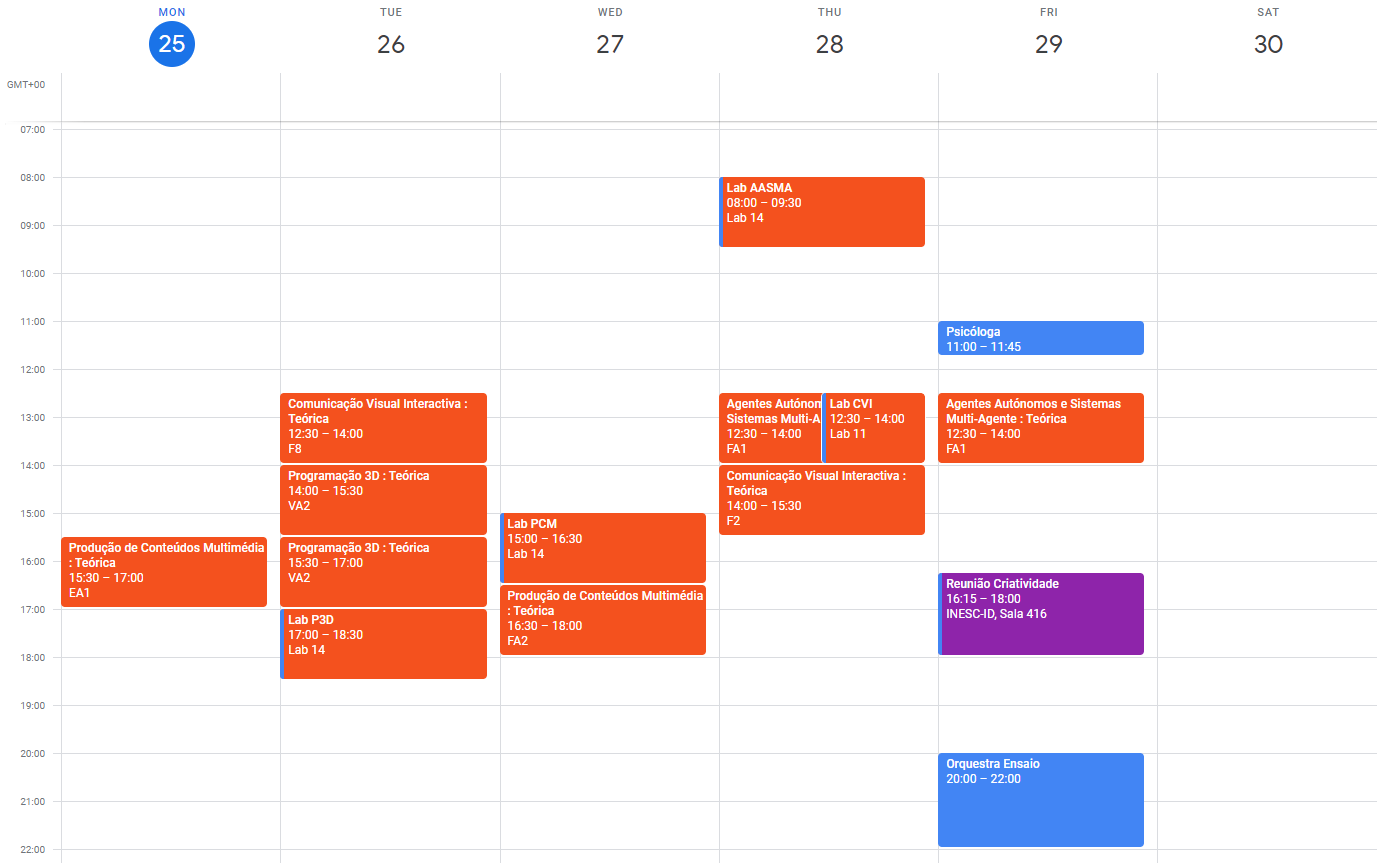 MON
25
TUE
26
WED
27
THU
28
FRI
29
SAT
30
GMT+00
07:00
08:00
09:00
10:00
11:00
12:00
13:00
14:00
15:00
16:00
17:00
18:00
19:00
20:00
21:00
22:00
Produção de Conteúdos Multimédia
: Teórica
15:30 – 17:00
EA1
Comunicação Visual Interactiva :
Teórica
12:30 – 14:00
F8
Programação 3D : Teórica
14:00 – 15:30
VA2
Programação 3D : Teórica
15:30 – 17:00
VA2
Lab P3D
17:00 – 18:30
Lab 14
Lab PCM
15:00 – 16:30
Lab 14
Produção de Conteúdos Multimédia
: Teórica
16:30 – 18:00
FA2
Lab AASMA
08:00 – 09:30
Lab 14
Agentes Autónon
Sistemas Multi-A
12:30 – 14:00
FA1
Lab CVI
12:30 – 14:00
Lab 11
Comunicação Visual Interactiva :
Teórica
14:00 – 15:30
F2
Psicóloga
11:00 – 11:45
Agentes Autónomos e Sistemas
Multi-Agente : Teórica
12:30 – 14:00
FA1
Reunião Criatividade
16:15 – 18:00
INESC-ID, Sala 416
Orquestra Ensaio
20:00 – 22:00